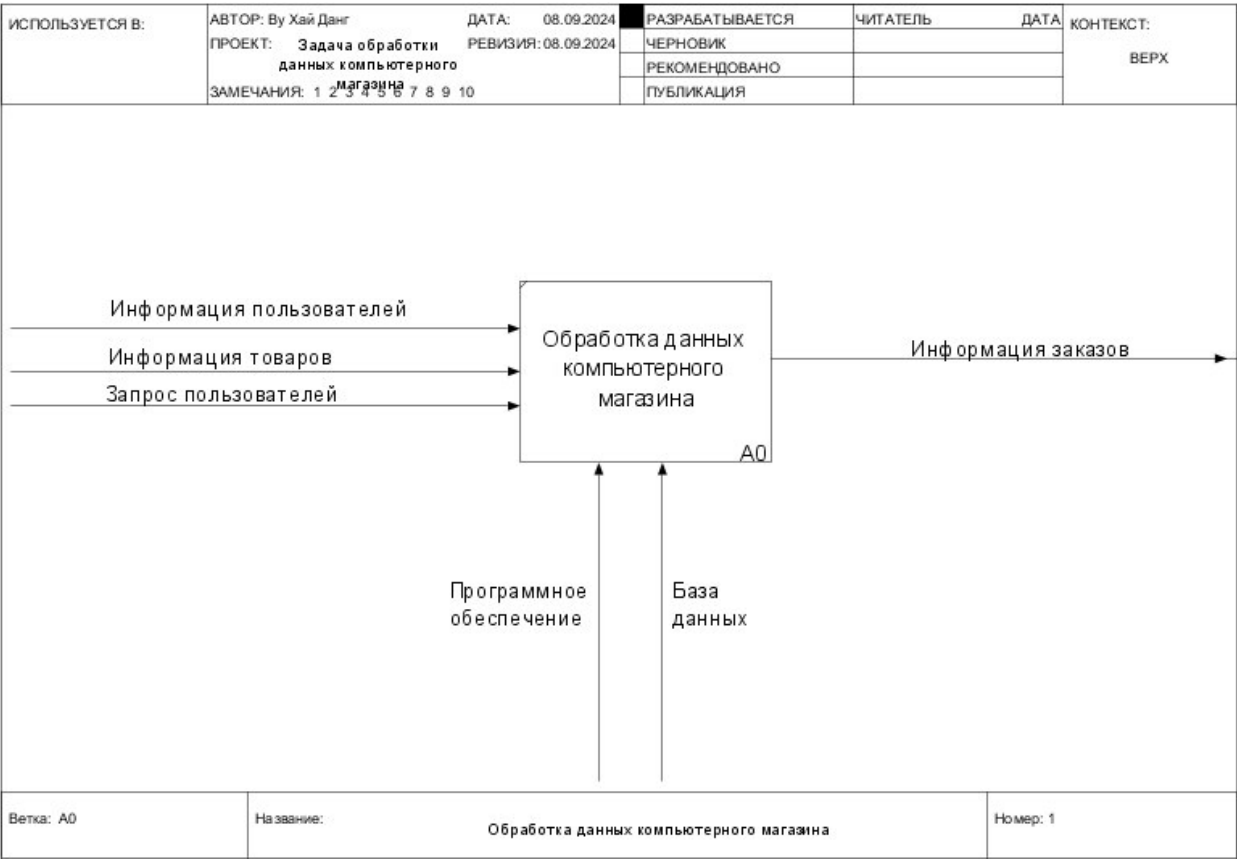 ИСПОЛЬЗУЕТСЯ В:
АВТОР: Ву Хай Данг
ДАТА: 08.09.2024
ПРОЕКТ: Задача обработки
данных компьютерного
магазина
РЕВИЗИЯ: 08.09.2024
ЗАМЕЧАНИЯ: 1 2 3 4 5 6 7 8 9 10
РАЗРАБАТЫВАЕТСЯ
ЧЕРНОВИК
РЕКОМЕНДОВАНО
ПУБЛИКАЦИЯ
ЧИТАТЕЛЬ ДАТА
КОНТЕКСТ:
ВЕРХ
Информация пользователей
Информация товаров
Запрос пользователей
Обработка данных
компьютерного
магазина
A0
Информация заказов
Программное
обеспечение
База
данных
Ветка: A0
Название:
Обработка данных компьютерного магазина
Номер: 1